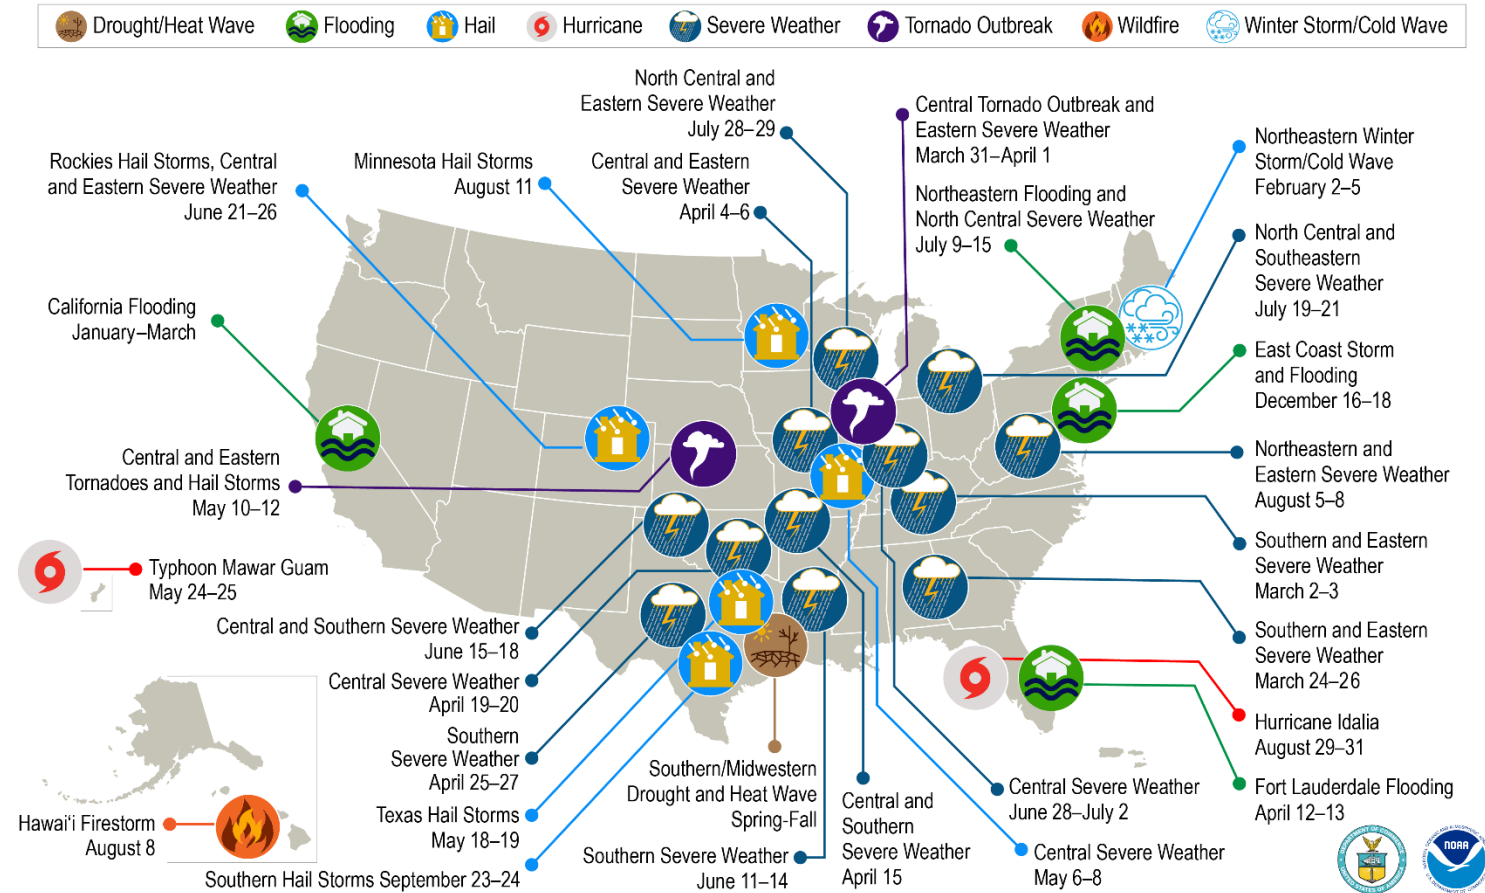 Drought/Heat Wave
Flooding
Hail
Hurricane
Severe Weather
Tornado Outbreak
Wildfire
Winter Storm/Cold Wave
North Central and
Eastern Severe Weather
July 28–29
Central Tornado Outbreak and
Eastern Severe Weather
March 31–April 1
Northeastern Winter
Storm/Cold Wave
February 2–5
Rockies Hail Storms, Central
and Eastern Severe Weather
June 21–26
Minnesota Hail Storms
August 11
Central and Eastern
Severe Weather
April 4–6
Northeastern Flooding and
North Central Severe Weather
July 9–15
North Central and
Southeastern
Severe Weather
July 19–21
California Flooding
January–March
East Coast Storm
and Flooding
December 16–18
Central and Eastern
Tornadoes and Hail Storms
May 10–12
Northeastern and
Eastern Severe Weather
August 5–8
Typhoon Mawar Guam
May 24–25
Southern and Eastern
Severe Weather
March 2–3
Central and Southern Severe Weather
June 15–18
Southern and Eastern
Severe Weather
March 24–26
Central Severe Weather
April 19–20
Hurricane Idalia
August 29–31
Southern
Severe Weather
April 25–27
Southern/Midwestern
Drought and Heat Wave
Spring-Fall
Central and
Southern
Severe Weather
April 15
Central Severe Weather
June 28–July 2
Fort Lauderdale Flooding
April 12–13
Hawaiʻi Firestorm
August 8
Texas Hail Storms
May 18–19
Southern Severe Weather
June 11–14
Central Severe Weather
May 6–8
Southern Hail Storms September 23–24
DEPARTMENT OF COMMERCE
UNITED STATES OF AMERICA
NOAA